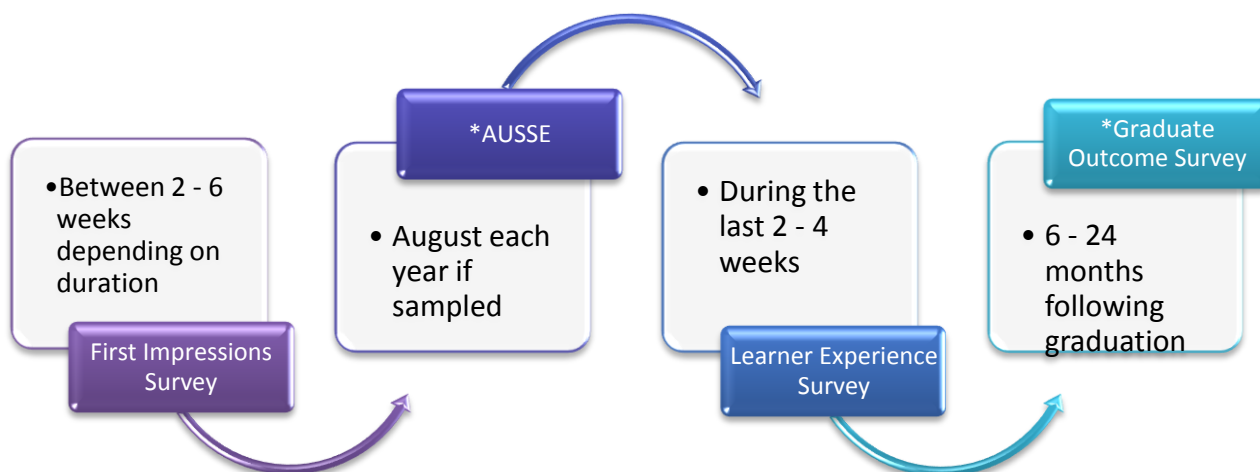 •Between 2 - 6
weeks
depending on
duration
First Impressions
Survey
*AUSSE
• August each
year if
sampled
• During the
last 2 - 4
weeks
Learner Experience
Survey
*Graduate
Outcome Survey
• 6 - 24
months
following
graduation